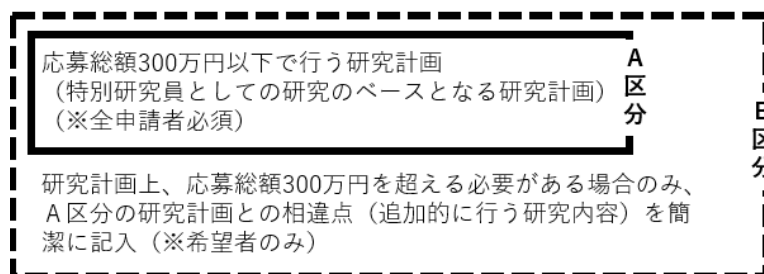 応募総額300万円以下で行う研究計画
（特別研究員としての研究のベースとなる研究計画）
（※全申請者必須）
A区分
研究計画上、応募総額300万円を超える必要がある場合のみ、
Ａ区分の研究計画との相違点（追加的に行う研究内容）を簡
潔に記入（※希望者のみ）